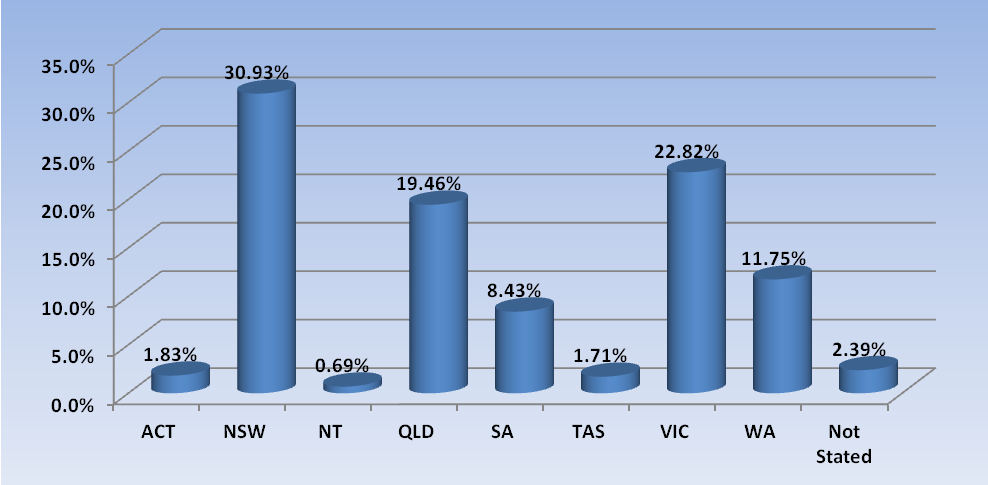 35.0%
30.0%
25.0%
20.0%
15.0%
10.0%
5.0%
0.0%
1.83%
30.93%
0.69%
19.46%
8.43%
1.71%
22.82%
11.75%
2.39%
ACT
NSW
NT
QLD
SA
TAS
VIC
WA
Not
Stated